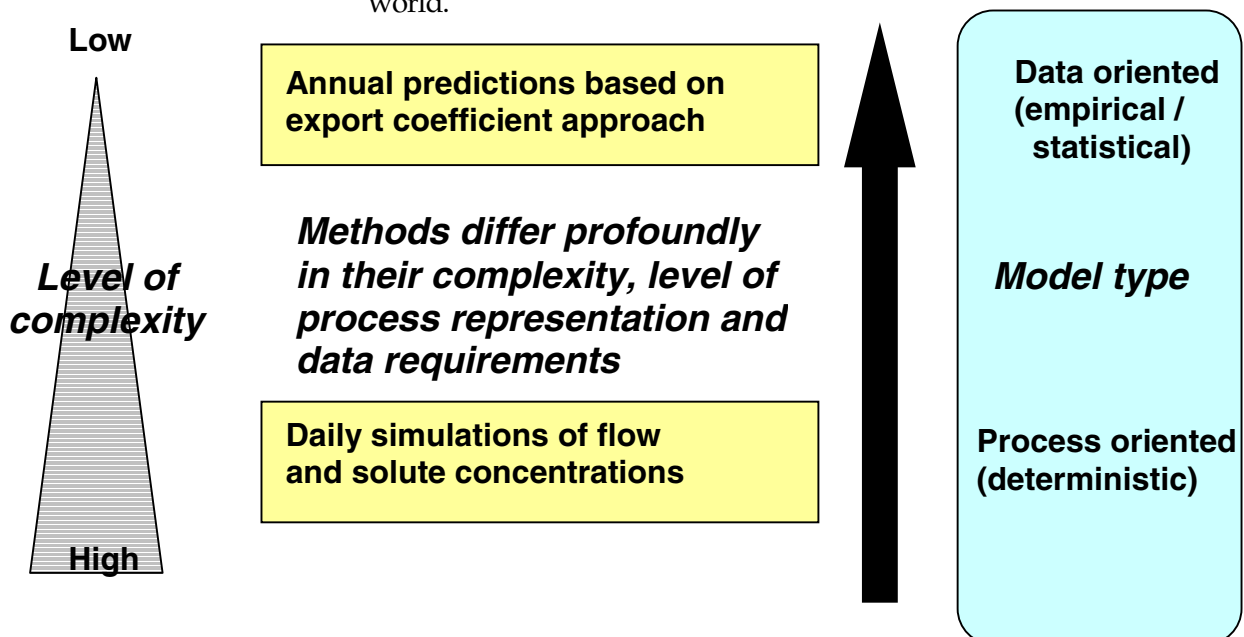 world.
Low
Annual predictions based on
export coefficient approach
Data oriented
(empirical /
statistical)
Methods differ profoundly
in their complexity, level of
process representation and
data requirements
Level of
complexity
Model type
Daily simulations of flow
and solute concentrations
Process oriented
(deterministic)
High